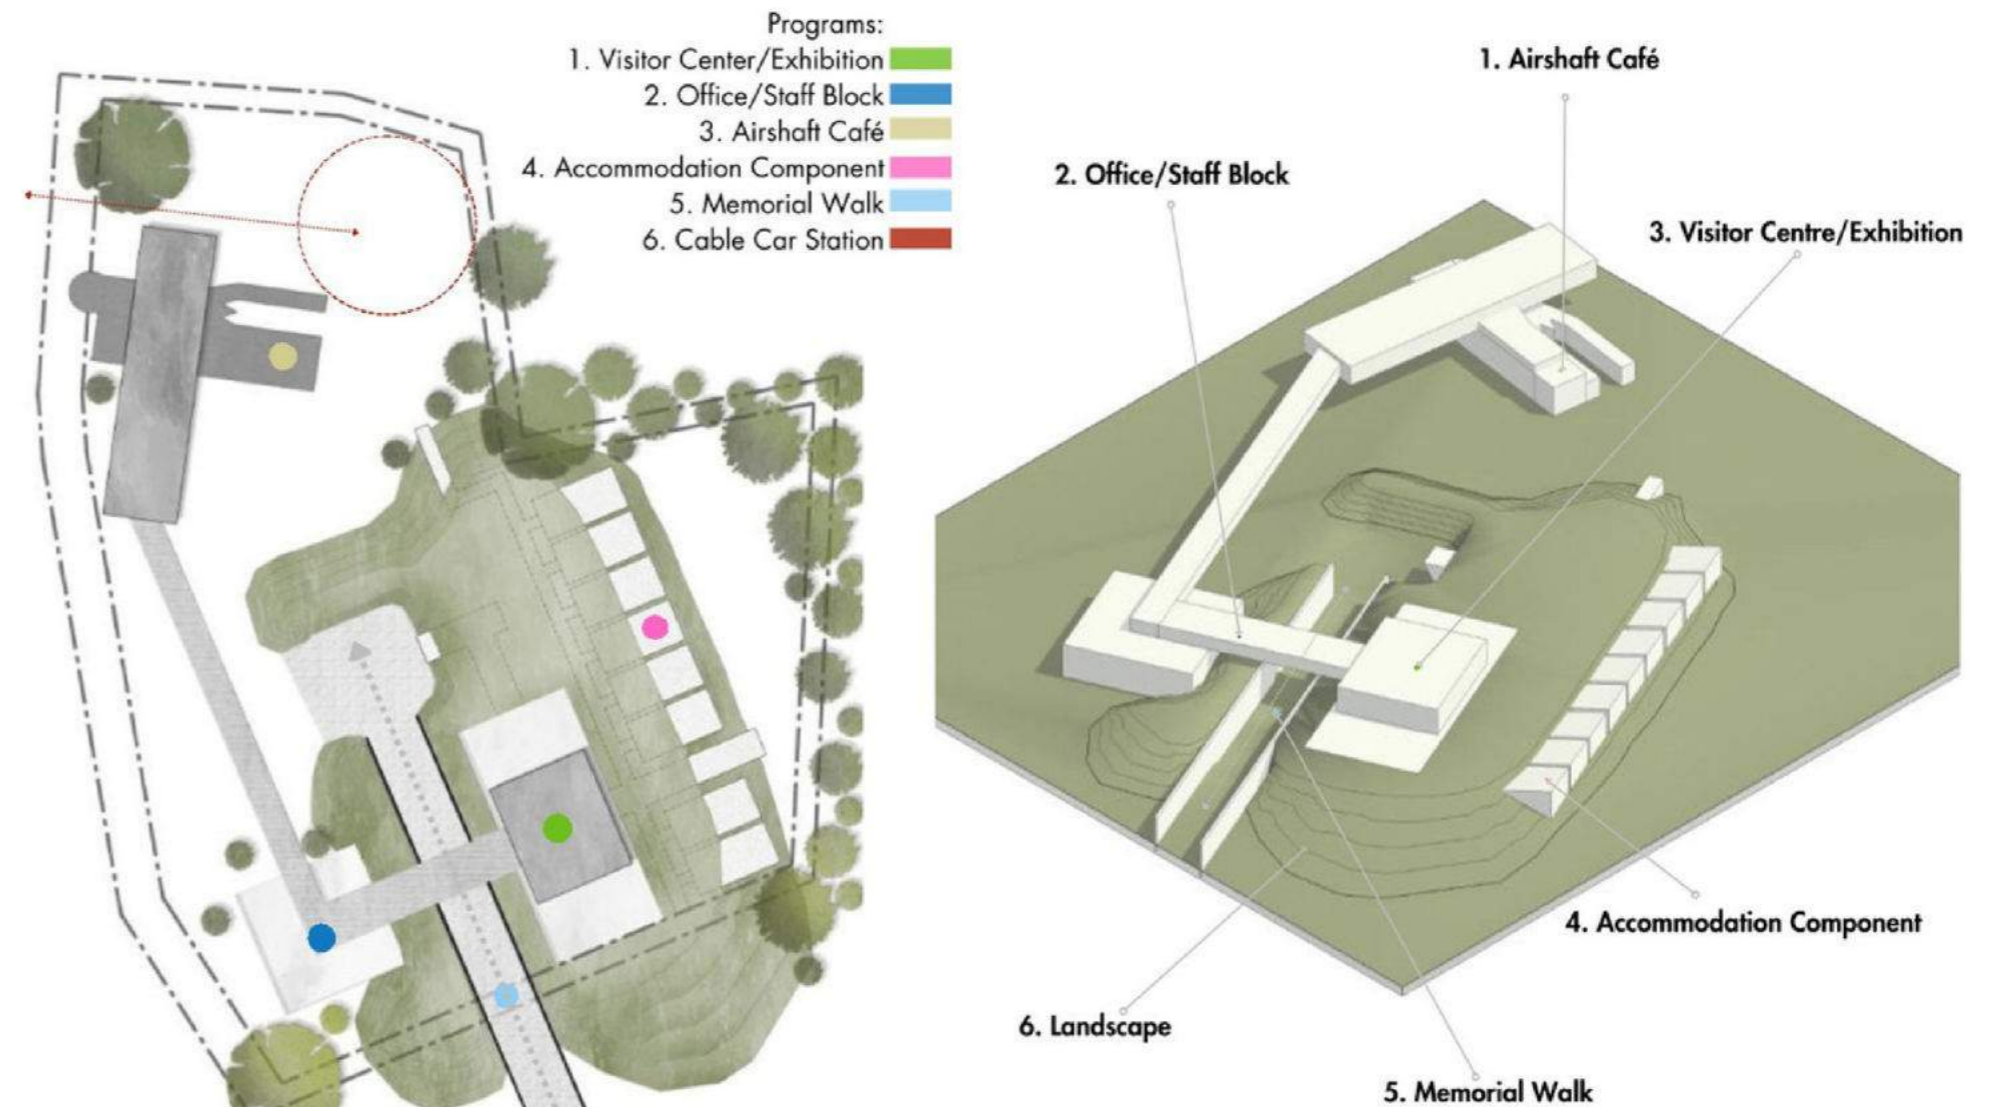 Programs:
1. Visitor Center/Exhibition
2. Office/Staff Block
3. Airshaft Café
4. Accommodation Component
5. Memorial Walk
6. Cable Car Station
1. Airshaft Café
2. Office/Staff Block
3. Visitor Centre/Exhibition
4. Accommodation Component
6. Landscape
5. Memorial Walk